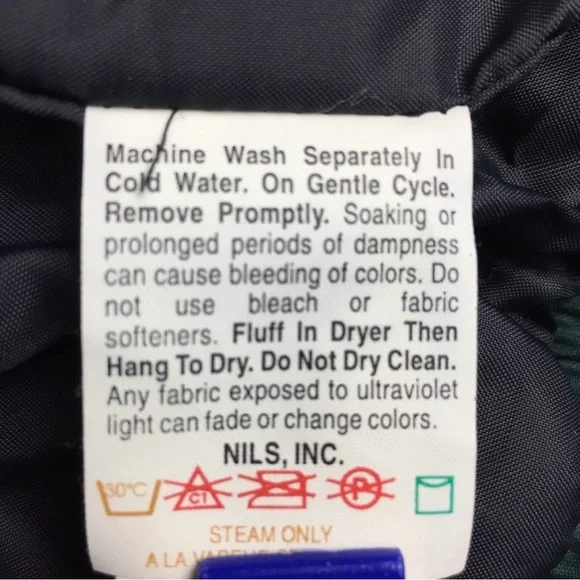 Machine Wash Separately In
Cold Water. On Gentle Cycle.
Remove Promptly. Soaking or
prolonged periods of dampness
can cause bleeding of colors. Do
not use bleach or fabric
softeners. Fluff In Dryer Then
Hang To Dry. Do Not Dry Clean.
Any fabric exposed to ultraviolet
light can fade or change colors.
NILS, INC.
30°C C1 P
STEAM ONLY
A LA